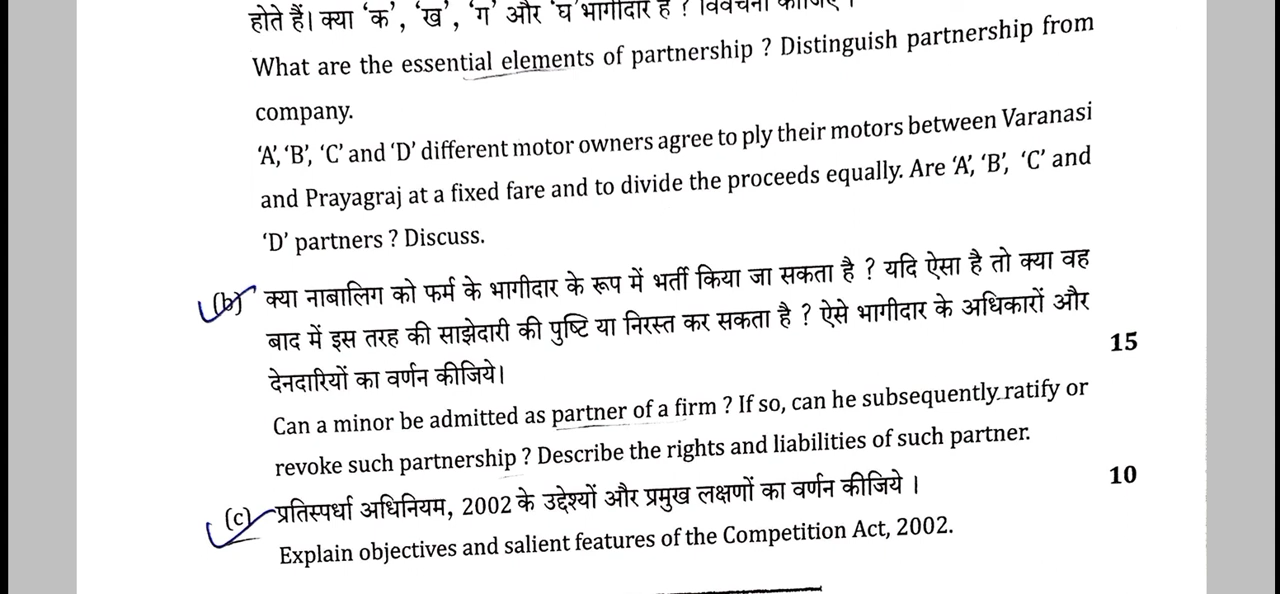 होते हैं। क्या ‘क’, ‘ख’, ‘ग’ और ‘घ’ भागीदार हैं ? विवेचना कीजिए ।
What are the essential elements of partnership ? Distinguish partnership from
company.
‘A’, ‘B’, ‘C’ and ‘D’ different motor owners agree to ply their motors between Varanasi
and Prayagraj at a fixed fare and to divide the proceeds equally. Are ‘A’, ‘B’, ‘C’ and
‘D’ partners ? Discuss.
(b) क्या नाबालिग को फर्म के भागीदार के रूप में भर्ती किया जा सकता है ? यदि ऐसा है तो क्या वह
बाद में इस तरह की साझेदारी की पुष्टि या निरस्त कर सकता है ? ऐसे भागीदार के अधिकारों और
देनदारियों का वर्णन कीजिये। 15
Can a minor be admitted as partner of a firm ? If so, can he subsequently ratify or
revoke such partnership ? Describe the rights and liabilities of such partner.
(c) प्रतिस्पर्धा अधिनियम, 2002 के उद्देश्यों और प्रमुख लक्षणों का वर्णन कीजिये । 10
Explain objectives and salient features of the Competition Act, 2002.